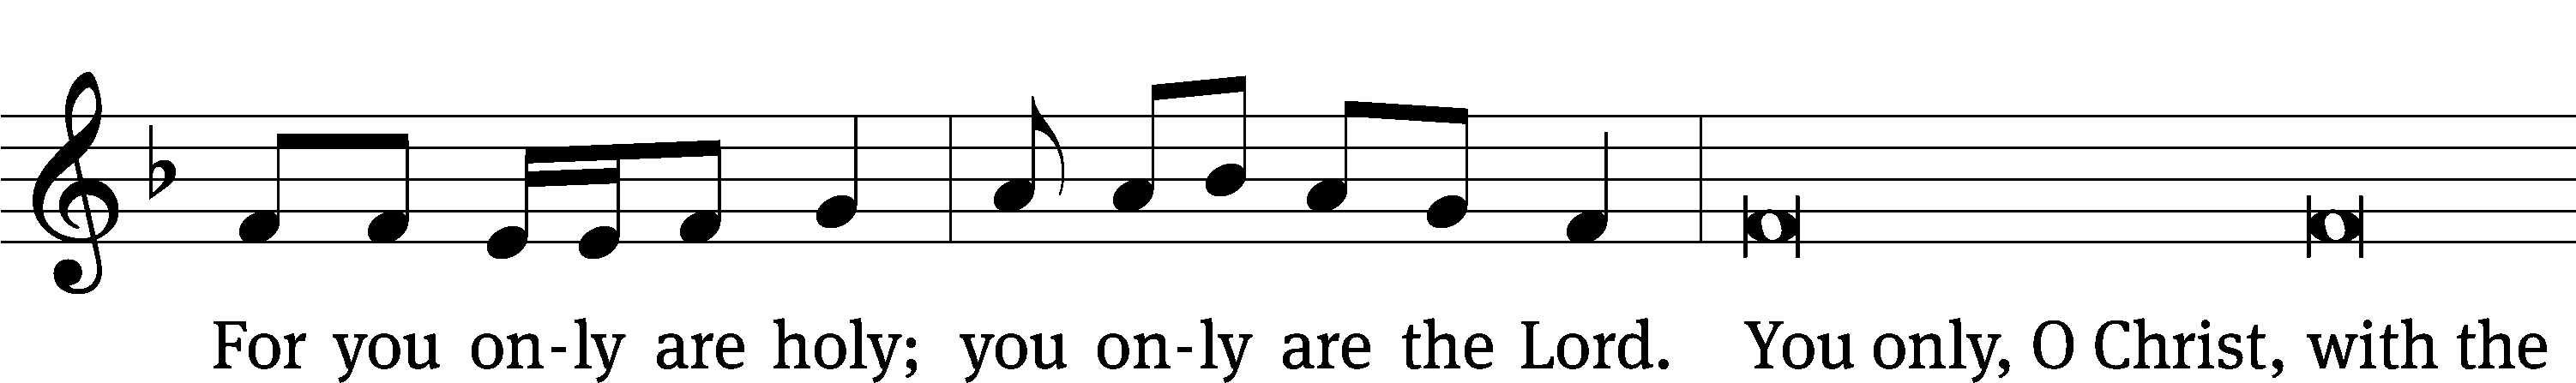 For you on-ly are holy; you on-ly are the Lord. You only, O Christ, with the